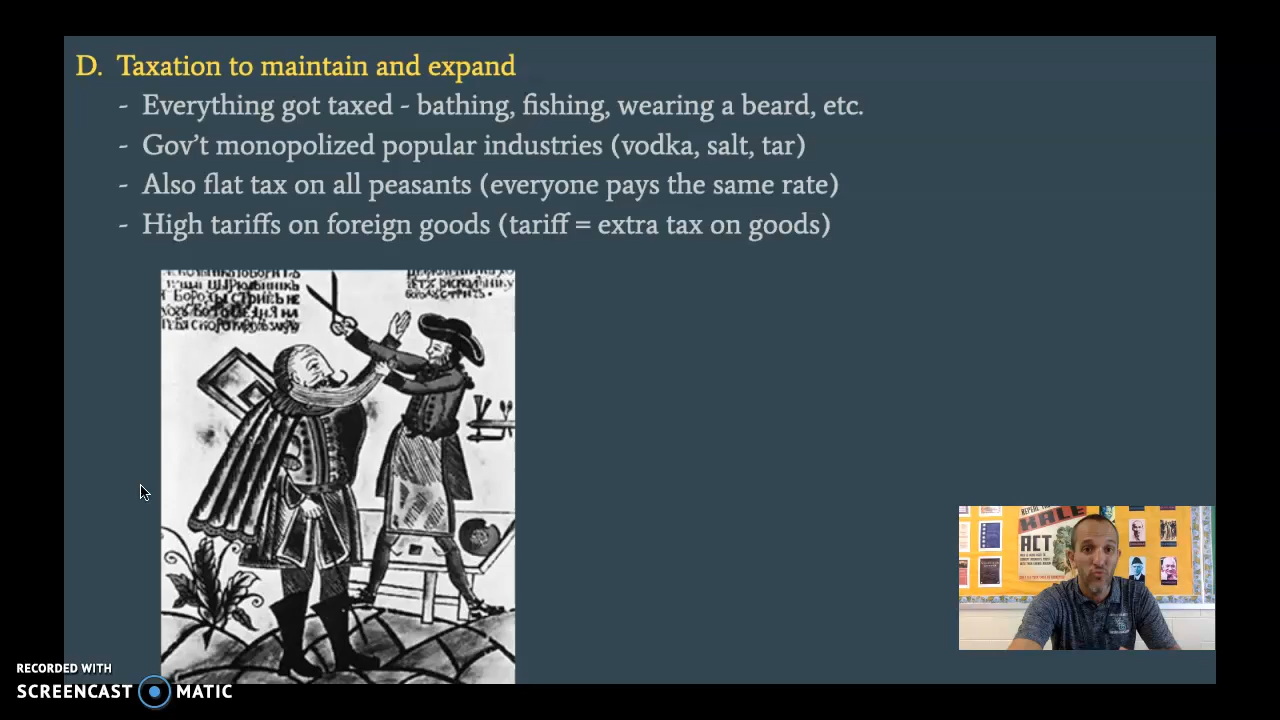 D. Taxation to maintain and expand
- Everything got taxed - bathing, fishing, wearing a beard, etc.
- Gov't monopolized popular industries (vodka, salt, tar)
- Also flat tax on all peasants (everyone pays the same rate)
- High tariffs on foreign goods (tariff = extra tax on goods)
KALE
ACT
RECORDED WITH
SCREENCAST MATIC